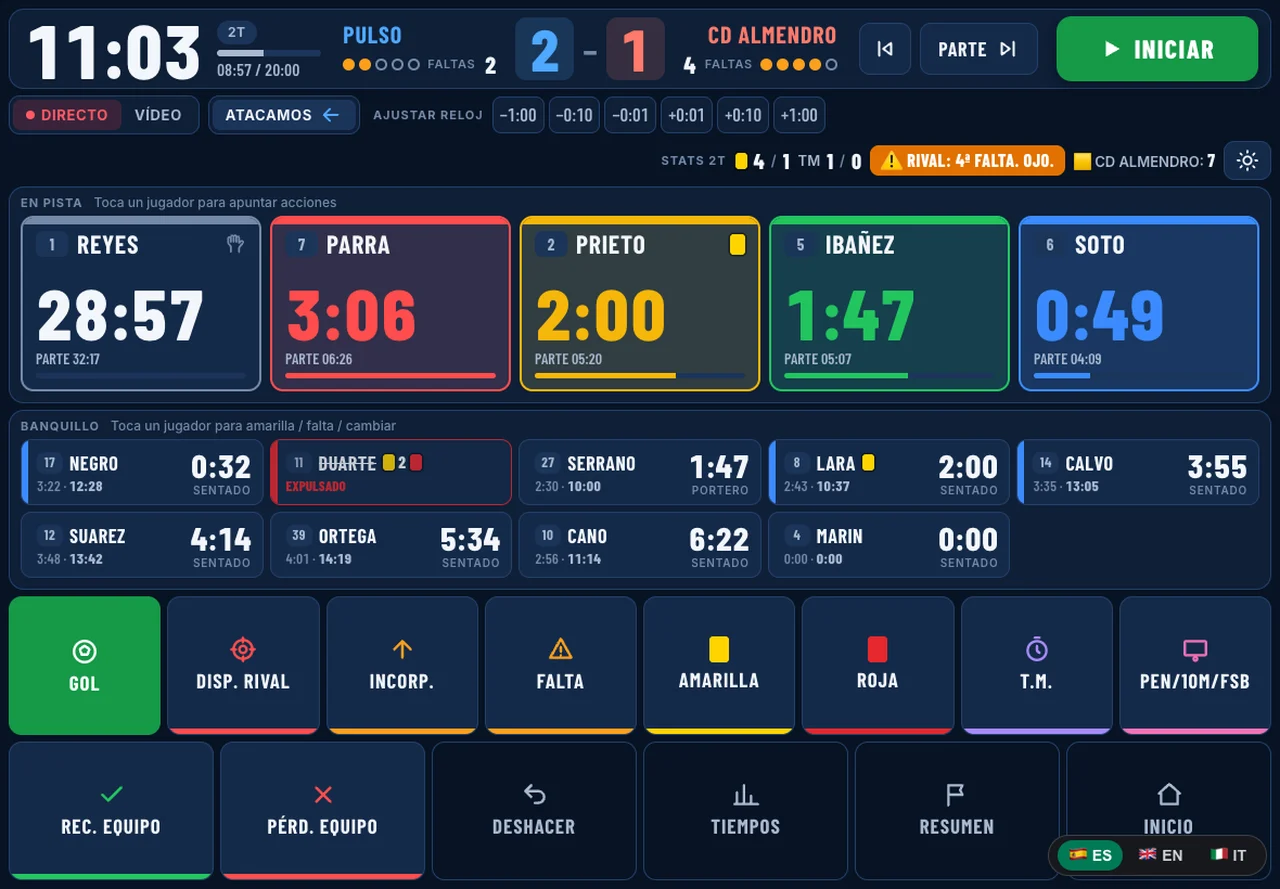 11:03
2T
08:57 / 20:00
PULSO
FALTAS 2
2 - 1
CD ALMENDRO
4 FALTAS
PARTE
INICIAR
DIRECTO
VÍDEO
ATACAMOS ←
AJUSTAR RELOJ
−1:00
−0:10
−0:01
+0:01
+0:10
+1:00
STATS 2T 4 / 1 TM 1 / 0
⚠️ RIVAL: 4ª FALTA. OJO.
CD ALMENDRO: 7
EN PISTA Toca un jugador para apuntar acciones
1 REYES
28:57
PARTE 32:17
7 PARRA
3:06
PARTE 06:26
2 PRIETO
2:00
PARTE 05:20
5 IBAÑEZ
1:47
PARTE 05:07
6 SOTO
0:49
PARTE 04:09
BANQUILLO Toca un jugador para amarilla / falta / cambiar
17 NEGRO 0:32
3:22 · 12:28 SENTADO
11 DUARTE 2
EXPULSADO
27 SERRANO 1:47
2:30 · 10:00 PORTERO
8 LARA 2:00
2:43 · 10:37 SENTADO
14 CALVO 3:55
3:35 · 13:05 SENTADO
12 SUAREZ 4:14
3:48 · 13:42 SENTADO
39 ORTEGA 5:34
4:01 · 14:19 SENTADO
10 CANO 6:22
2:56 · 11:14 SENTADO
4 MARIN 0:00
0:00 · 0:00 SENTADO
GOL
DISP. RIVAL
INCORP.
FALTA
AMARILLA
ROJA
T.M.
PEN/10M/FSB
REC. EQUIPO
PÉRD. EQUIPO
DESHACER
TIEMPOS
RESUMEN
INICIO
🇪🇸 ES
🇬🇧 EN
🇮🇹 IT